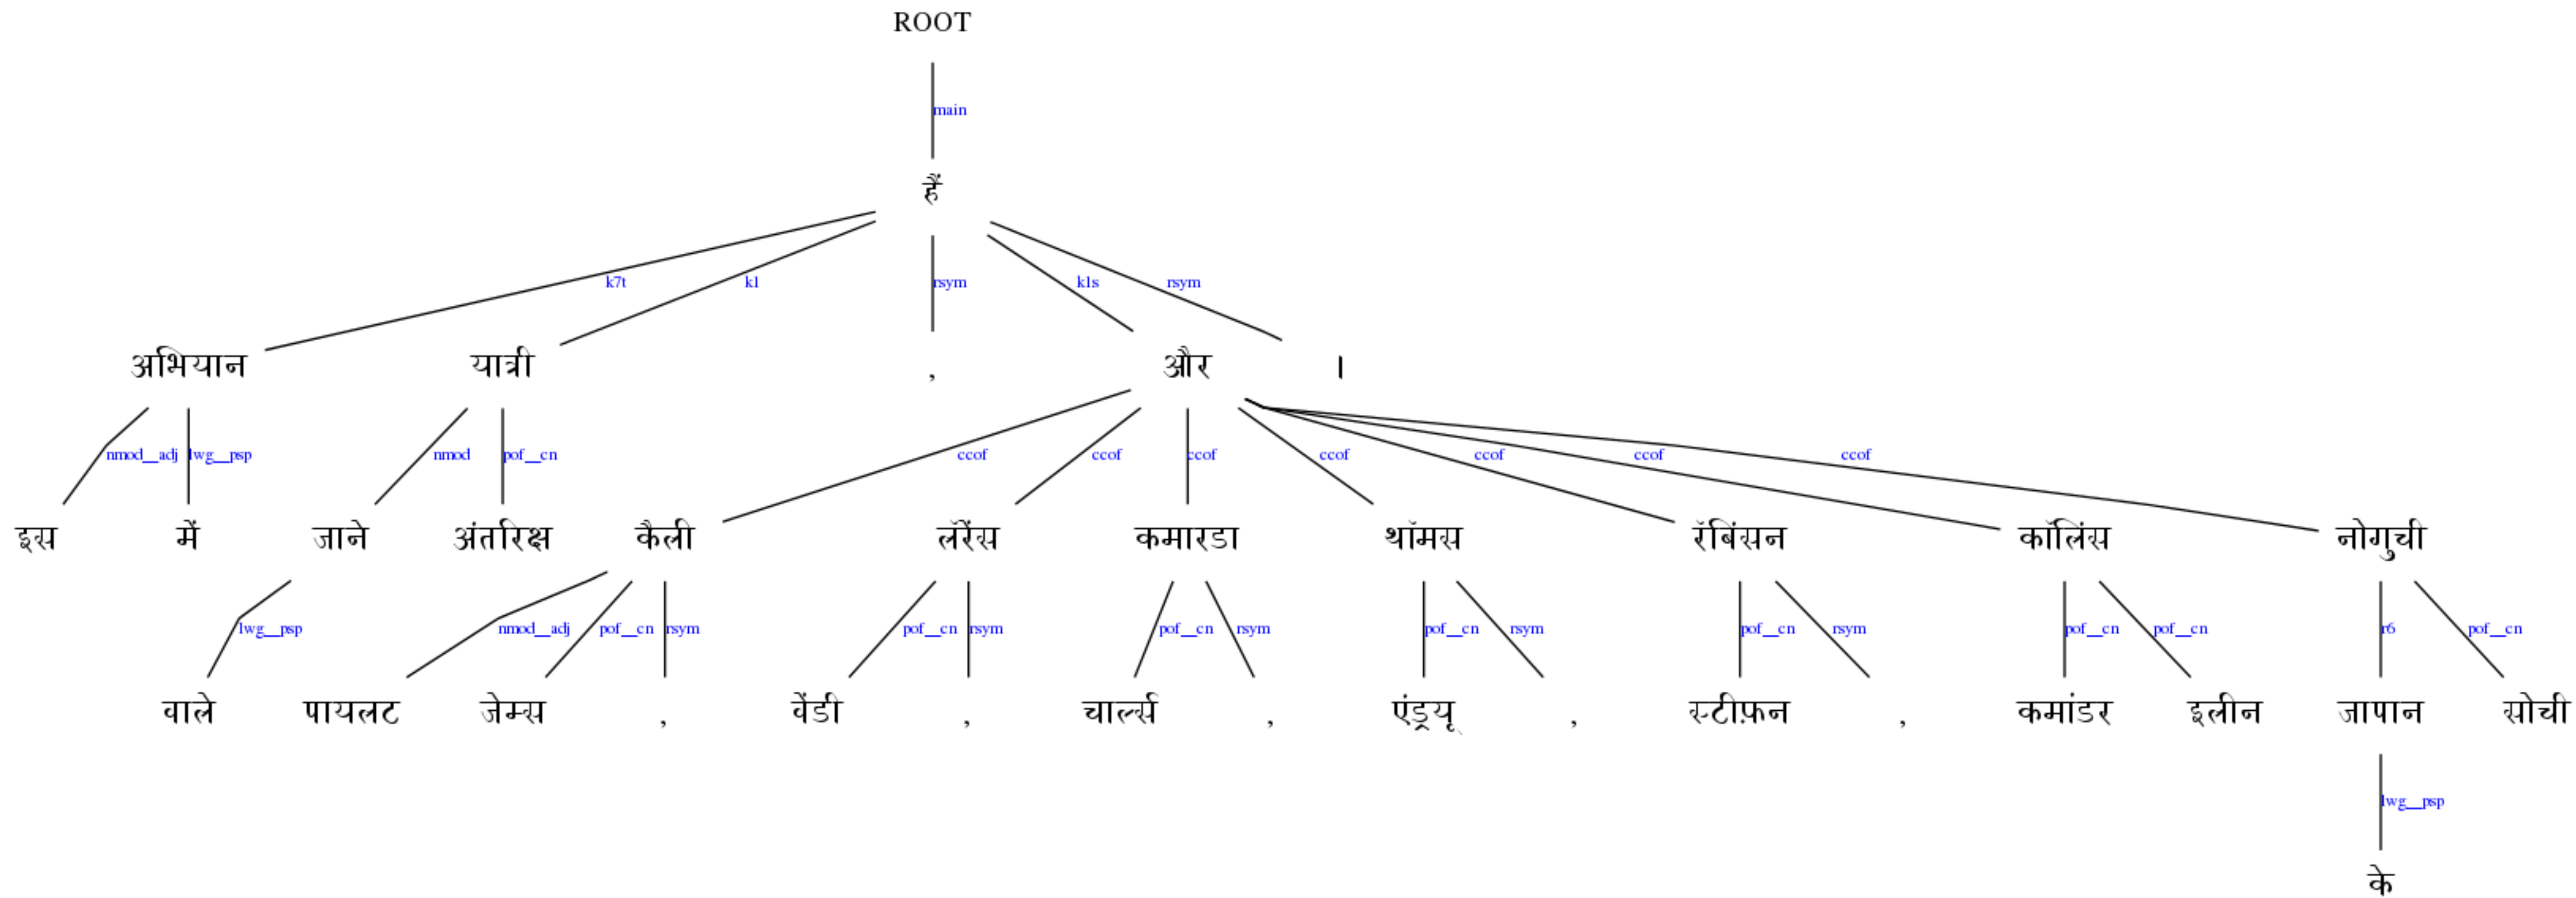 ROOT
main
हैं
k7t k1 rsym k1s rsym
अभियान यात्री , और ।
nmod__adj lwg__psp nmod pof__cn ccof ccof ccof ccof ccof ccof ccof
इस में जाने अंतरिक्ष कैली लॅरेंस कमारडा थॉमस रॅबिंसन कॉलिंस नोगुची
lwg__psp nmod__adj pof__cn rsym pof__cn rsym pof__cn rsym pof__cn rsym pof__cn rsym pof__cn pof__cn r6 pof__cn
वाले पायलट जेम्स , वेंडी , चार्ल्स , एंड्र्यू , स्टीफ़न , कमांडर इलीन जापान सोची
lwg__psp
के